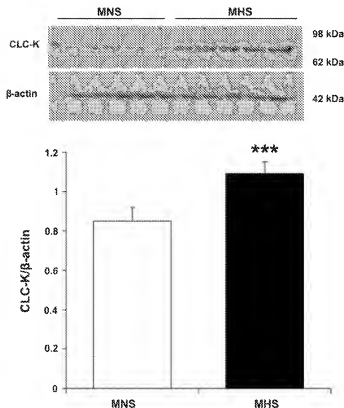 MNS MHS
98 kDa
CLC-K
62 kDa
β-actin
42 kDa
1.2
***
1
0.8
0.6
0.4
0.2
0
CLC-K/β-actin
MNS MHS